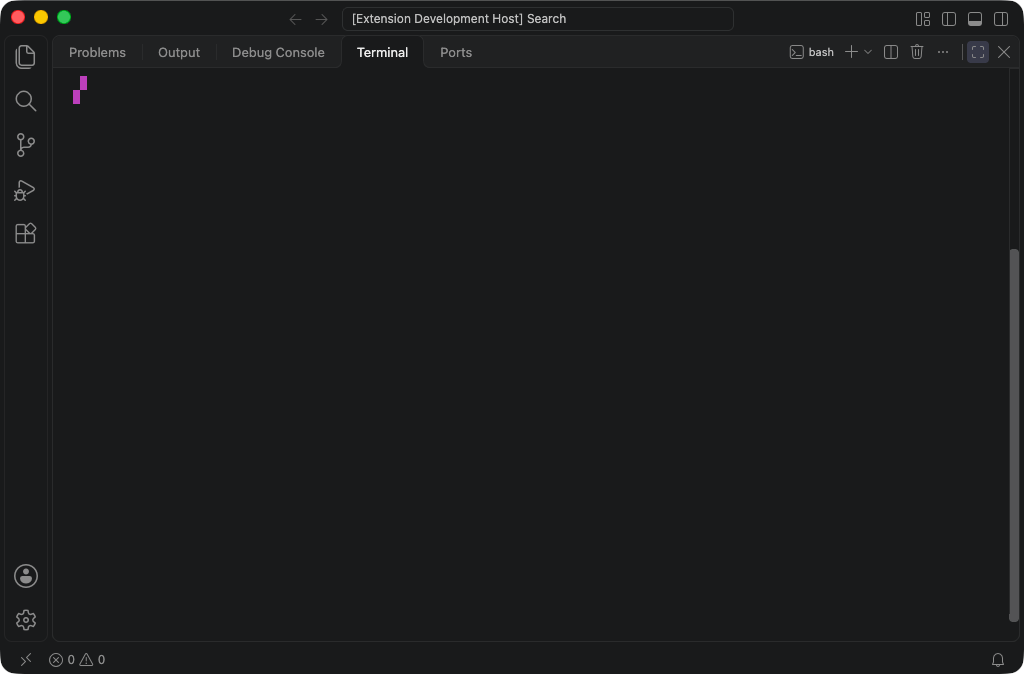 [Extension Development Host] Search
Problems
Output
Debug Console
Terminal
Ports
bash
0
0